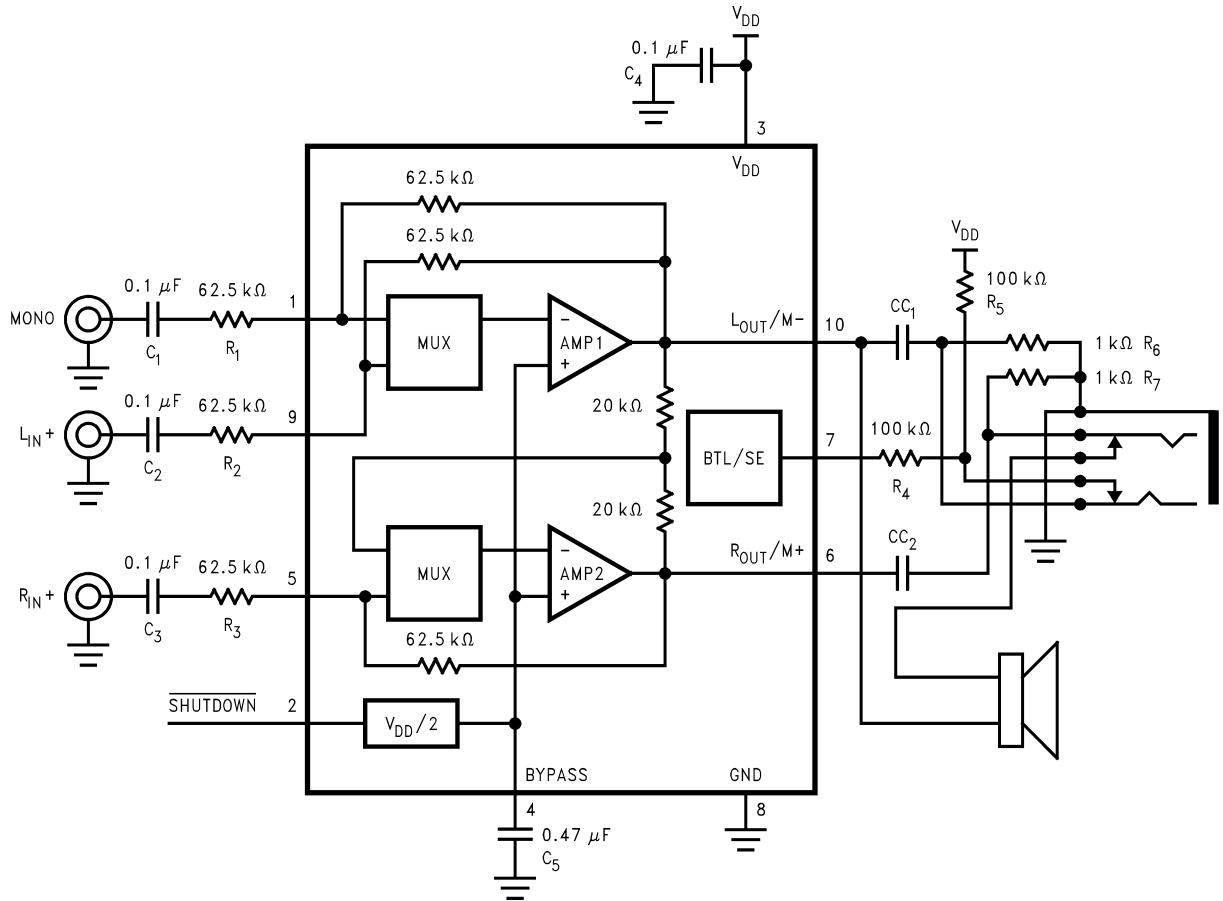 V_DD
0.1 µF
C_4
3
V_DD
62.5 kΩ
62.5 kΩ
V_DD
100 kΩ
R_5
0.1 µF
62.5 kΩ
1
MONO
C_1
R_1
MUX
−
AMP1
+
L_OUT/M−
10
CC_1
1 kΩ R_6
1 kΩ R_7
0.1 µF
62.5 kΩ
9
L_IN +
C_2
R_2
20 kΩ
BTL/SE
7
100 kΩ
R_4
20 kΩ
0.1 µF
62.5 kΩ
5
R_IN +
C_3
R_3
MUX
−
AMP2
+
R_OUT/M+
6
CC_2
62.5 kΩ
SHUTDOWN
2
V_DD/2
BYPASS
GND
4
8
0.47 µF
C_5